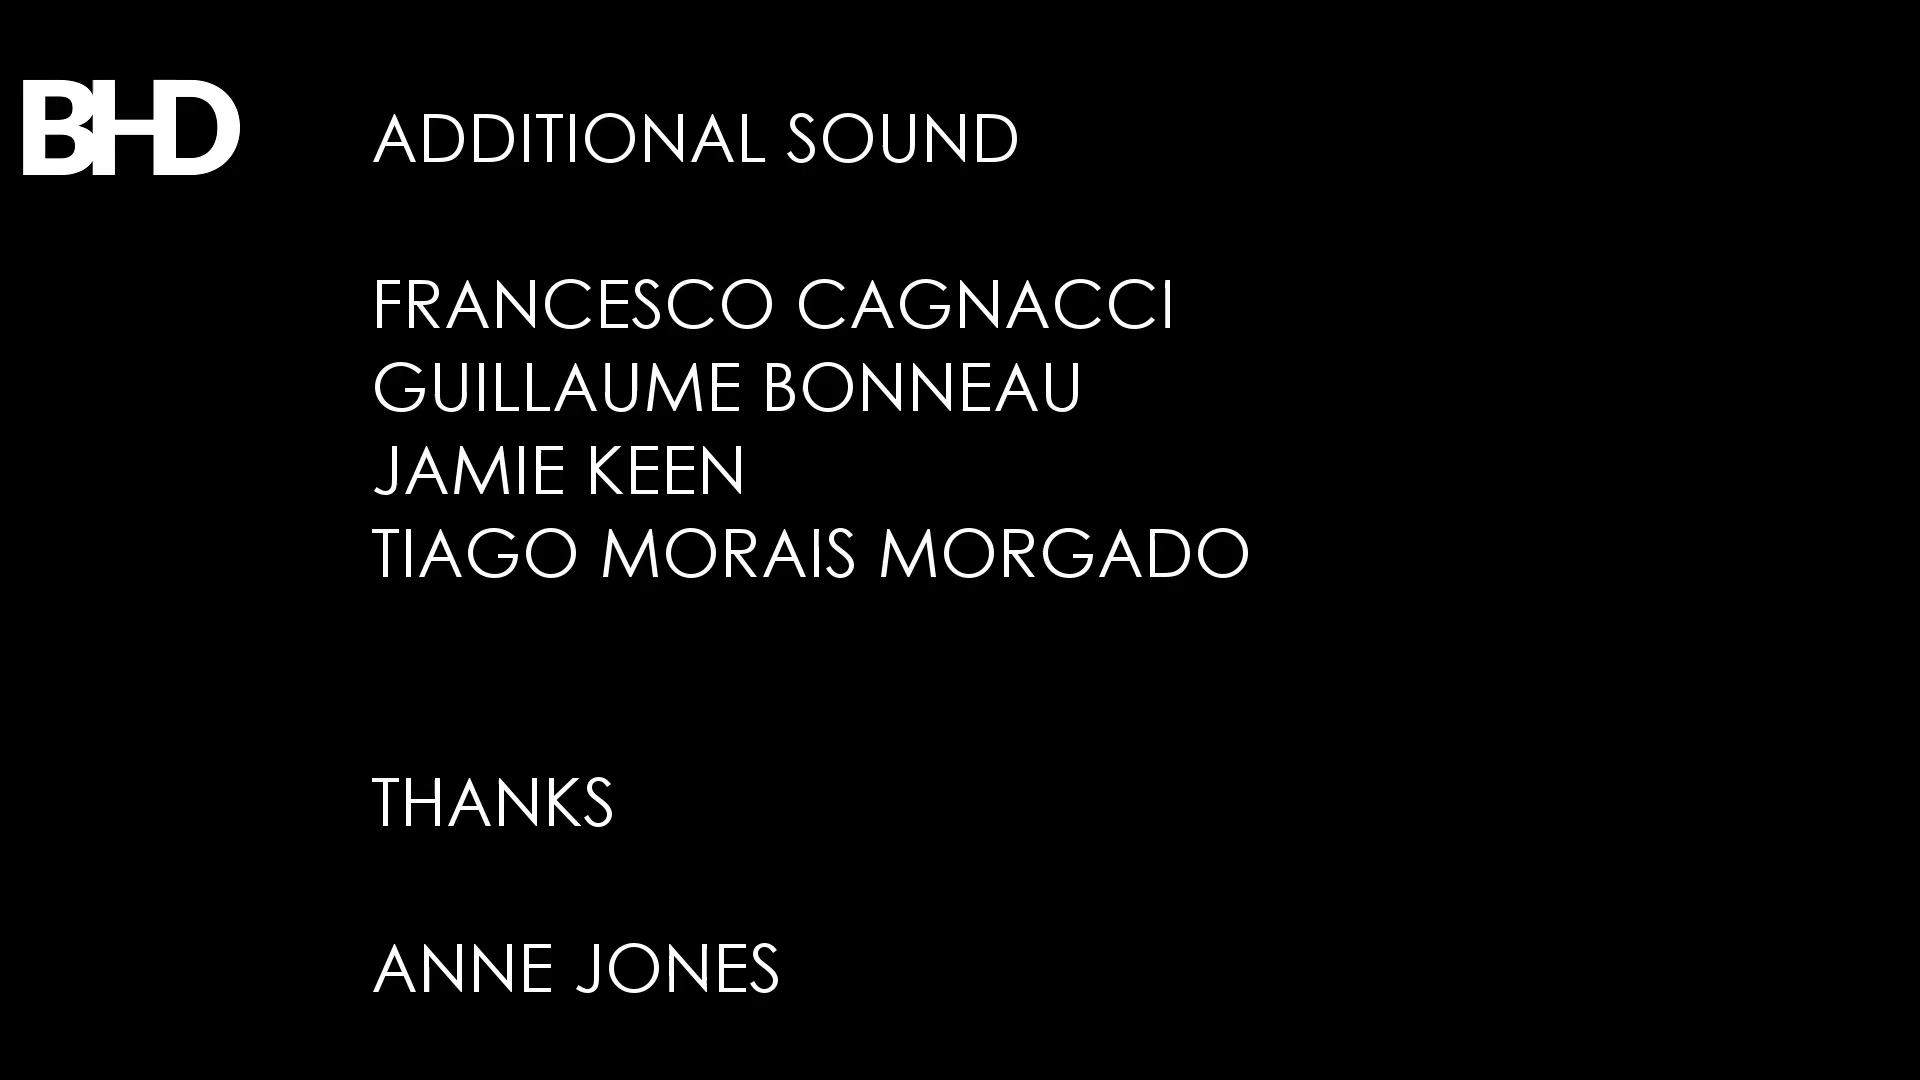 BHD
ADDITIONAL SOUND
FRANCESCO CAGNACCI
GUILLAUME BONNEAU
JAMIE KEEN
TIAGO MORAIS MORGADO
THANKS
ANNE JONES